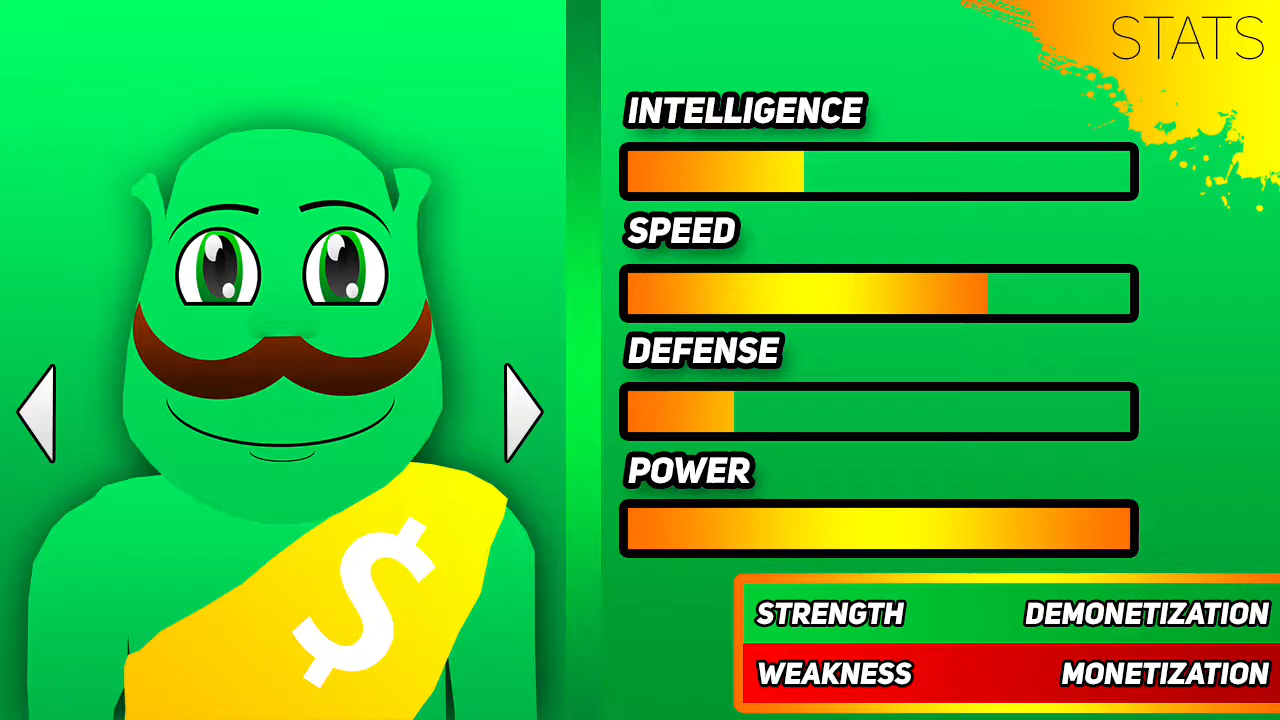 STATS
INTELLIGENCE
SPEED
DEFENSE
POWER
$
STRENGTH DEMONETIZATION
WEAKNESS MONETIZATION